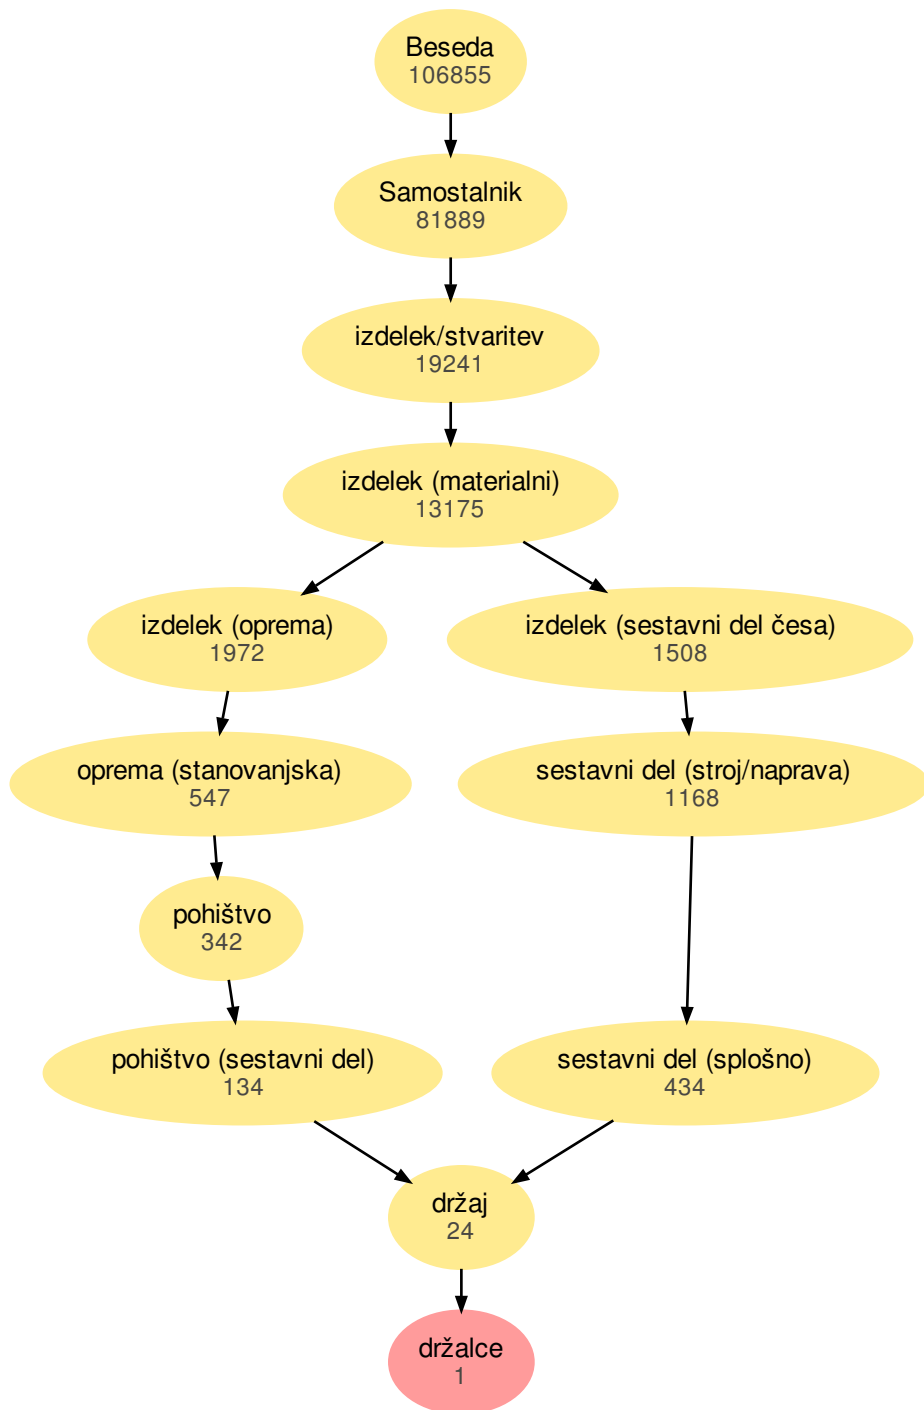 Beseda
106855
Samostalnik
81889
izdelek/stvaritev
19241
izdelek (materialni)
13175
izdelek (oprema)
1972
izdelek (sestavni del česa)
1508
oprema (stanovanjska)
547
sestavni del (stroj/naprava)
1168
pohištvo
342
pohištvo (sestavni del)
134
sestavni del (splošno)
434
držaj
24
držalce
1